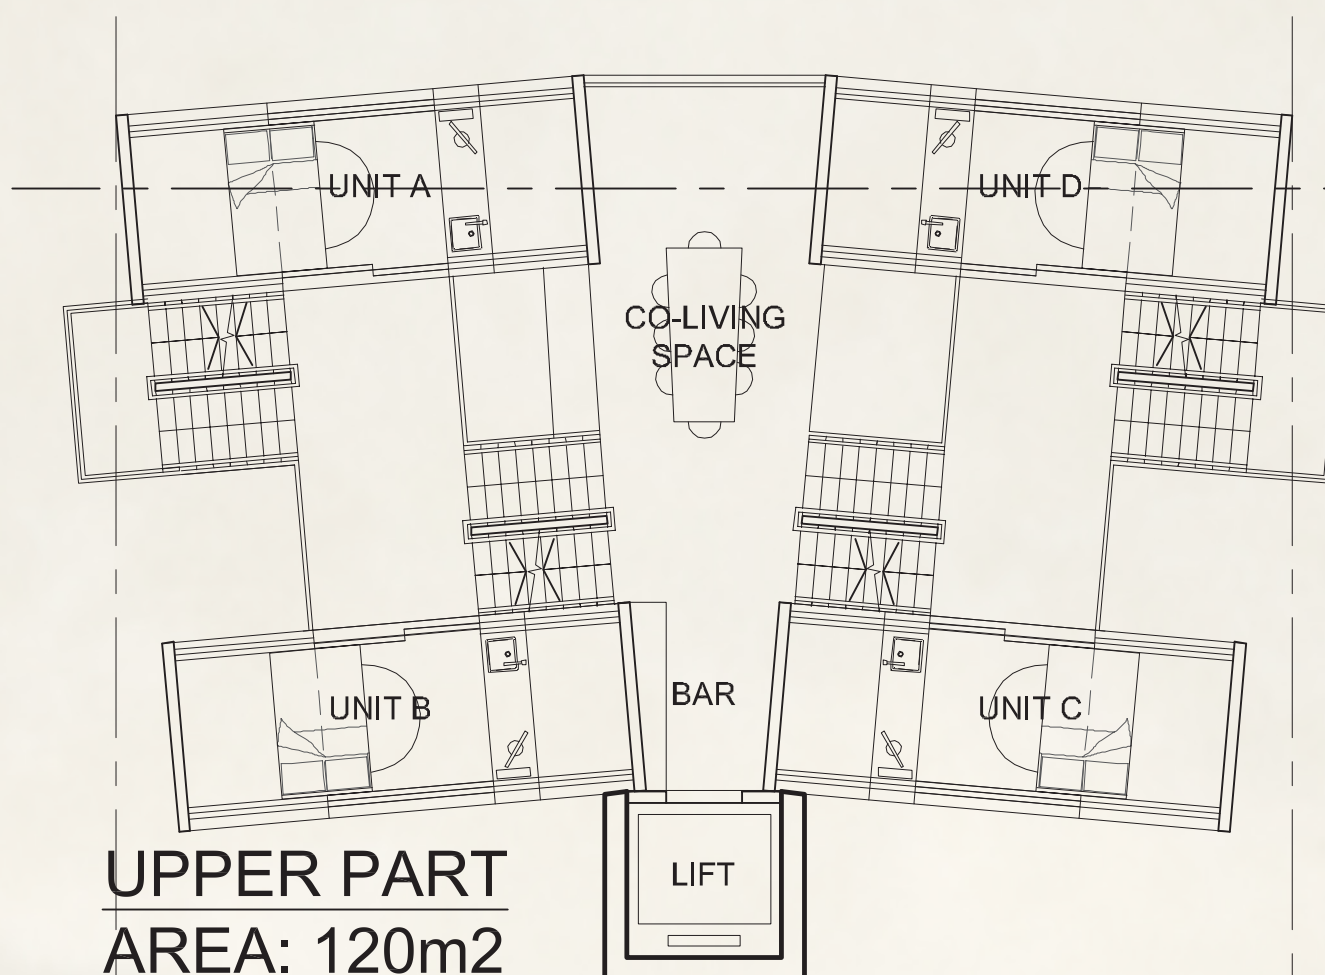 UNIT A
UNIT D
CO-LIVING
SPACE
UNIT B
BAR
UNIT C
LIFT
UPPER PART
AREA: 120m2